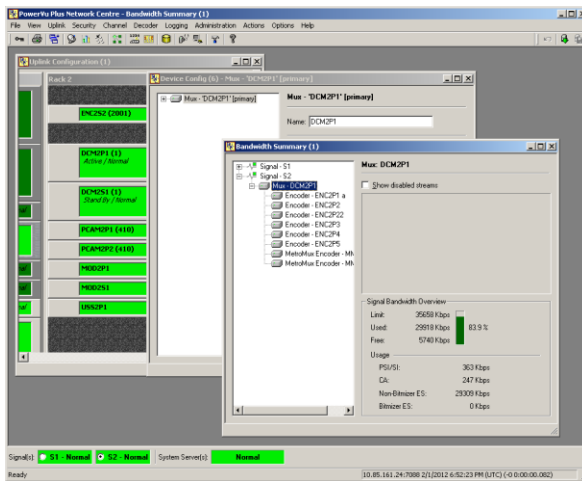 PowerVu Plus Network Centre - Bandwidth Summary (1)
File View Uplink Security Channel Decoder Logging Administration Actions Options Help
Uplink Configuration (1)
Rack 2
ENC2S2 (2001)
DCM2P1 (1)
Active / Normal
DCM2S1 (1)
Stand By / Normal
PCAM2P1 (410)
PCAM2P2 (410)
MOD2P1
MOD2S1
USS2P1
Device Config (6) - Mux - 'DCM2P1' [primary]
Mux - 'DCM2P1' [primary]
Mux - 'DCM2P1' [primary]
Name: DCM2P1
Bandwidth Summary (1)
Signal - S1
Signal - S2
Mux - DCM2P1
Encoder - ENC2P1 a
Encoder - ENC2P2
Encoder - ENC2P22
Encoder - ENC2P3
Encoder - ENC2P4
Encoder - ENC2P5
MetroMux Encoder - MM
MetroMux Encoder - MM
Mux: DCM2P1
Show disabled streams
Signal Bandwidth Overview
Limit: 35658 Kbps
Used: 29918 Kbps 83.9 %
Free: 5740 Kbps
Usage
PSI/SI: 363 Kbps
CA: 247 Kbps
Non-Bitmizer ES: 29309 Kbps
Bitmizer ES: 0 Kbps
Signal(s): S1 - Normal S2 - Normal System Server(s): Normal
Ready 10.85.161.24:7088 2/1/2012 6:52:23 PM (UTC) (-0 0:00:00.082)